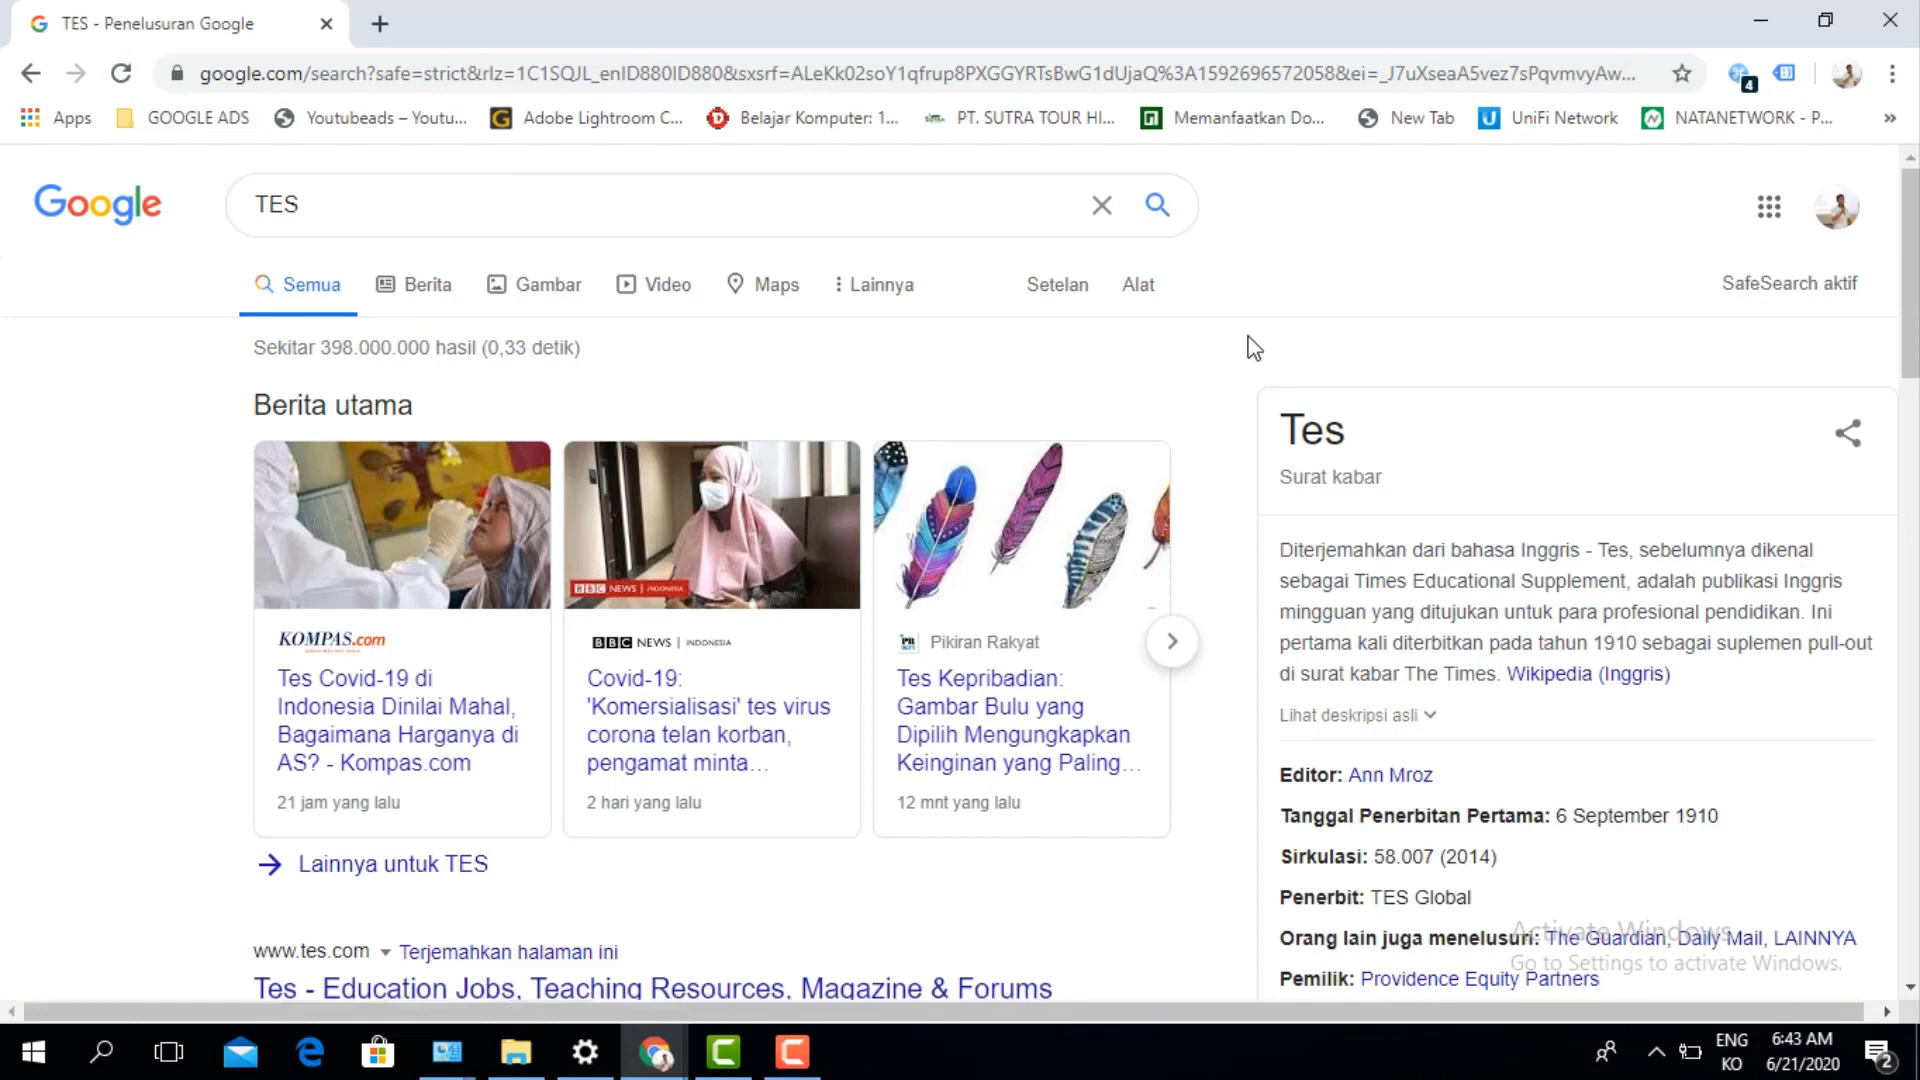 TES - Penelusuran Google
google.com/search?safe=strict&rlz=1C1SQJL_enID880ID880&sxsrf=ALeKk02soY1qfrup8PXGGYRTsBwG1dUjaQ%3A1592696572058&ei=_J7uXseaA5vez7sPqvmvyAw...
4
Apps
GOOGLE ADS
Youtubeads – Youtu...
Adobe Lightroom C...
Belajar Komputer: 1...
PT. SUTRA TOUR HI...
Memanfaatkan Do...
New Tab
UniFi Network
NATANETWORK - P...
Google
TES
Semua
Berita
Gambar
Video
Maps
Lainnya
Setelan
Alat
SafeSearch aktif
Sekitar 398.000.000 hasil (0,33 detik)
Berita utama
KOMPAS.com
Tes Covid-19 di
Indonesia Dinilai Mahal,
Bagaimana Harganya di
AS? - Kompas.com
21 jam yang lalu
BBC NEWS | INDONESIA
BBC NEWS | INDONESIA
Covid-19:
'Komersialisasi' tes virus
corona telan korban,
pengamat minta...
2 hari yang lalu
PR
Pikiran Rakyat
Tes Kepribadian:
Gambar Bulu yang
Dipilih Mengungkapkan
Keinginan yang Paling...
12 mnt yang lalu
Lainnya untuk TES
www.tes.com
Terjemahkan halaman ini
Tes - Education Jobs, Teaching Resources, Magazine & Forums
Tes
Surat kabar
Diterjemahkan dari bahasa Inggris - Tes, sebelumnya dikenal
sebagai Times Educational Supplement, adalah publikasi Inggris
mingguan yang ditujukan untuk para profesional pendidikan. Ini
pertama kali diterbitkan pada tahun 1910 sebagai suplemen pull-out
di surat kabar The Times. Wikipedia (Inggris)
Lihat deskripsi asli
Editor: Ann Mroz
Tanggal Penerbitan Pertama: 6 September 1910
Sirkulasi: 58.007 (2014)
Penerbit: TES Global
Orang lain juga menelusuri: The Guardian, Daily Mail, LAINNYA
Pemilik: Providence Equity Partners
Activate Windows
Go to Settings to activate Windows.
ENG
KO
6:43 AM
6/21/2020
2